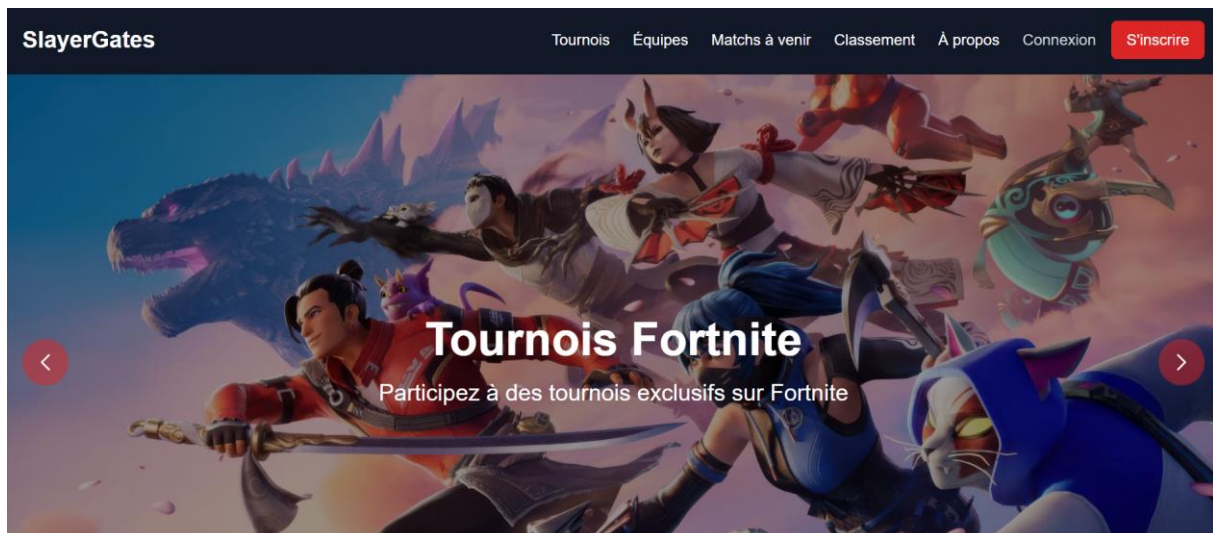 SlayerGates
Tournois Équipes Matchs à venir Classement À propos Connexion S'inscrire
Tournois Fortnite
Participez à des tournois exclusifs sur Fortnite